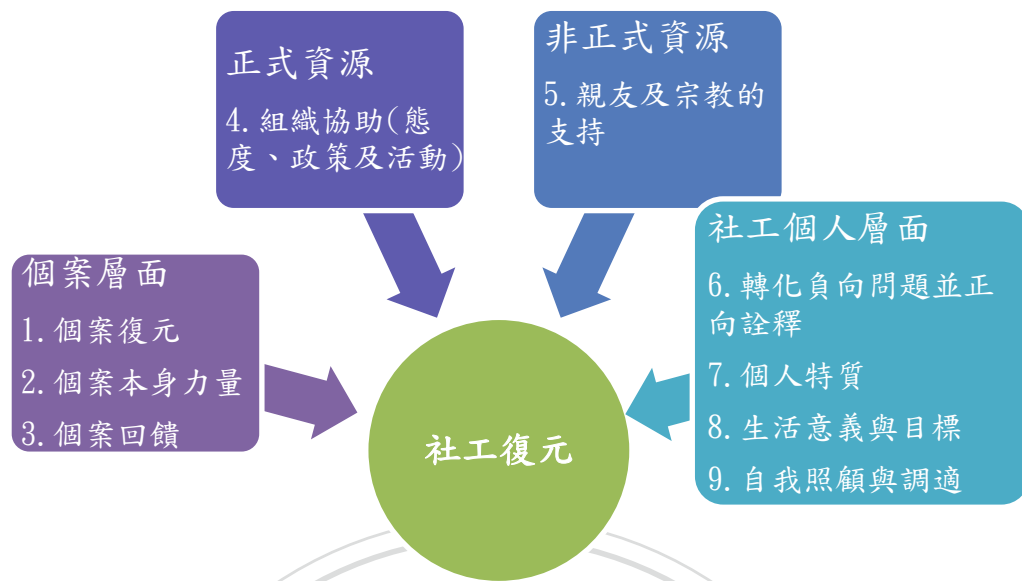 正式資源
4.組織協助(態
度、政策及活動)
非正式資源
5.親友及宗教的
支持
個案層面
1.個案復元
2.個案本身力量
3.個案回饋
社工個人層面
6.轉化負向問題並正
向詮釋
7.個人特質
8.生活意義與目標
9.自我照顧與調適
社工復元